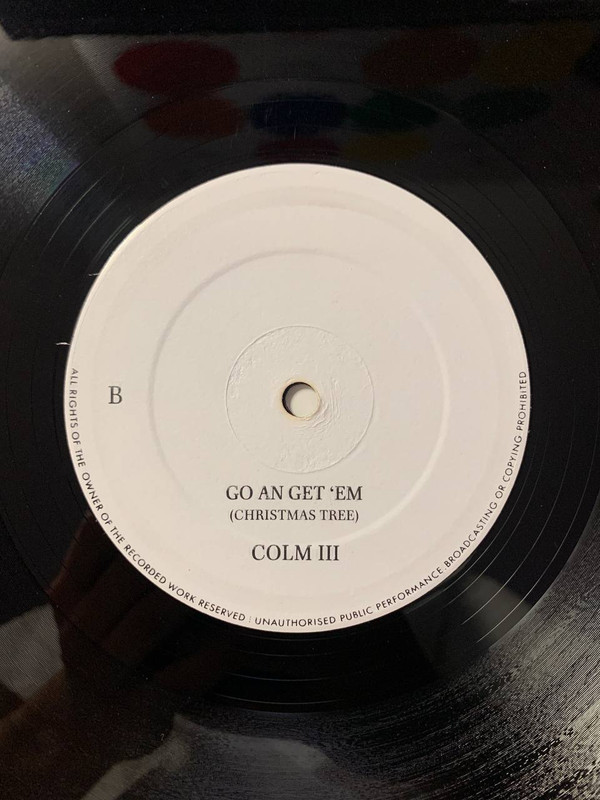 B
GO AN GET ‘EM
(CHRISTMAS TREE)
COLM III
ALL RIGHTS OF THE OWNER OF THE RECORDED WORK RESERVED | UNAUTHORISED PUBLIC PERFORMANCE. BROADCASTING OR COPYING PROHIBITED